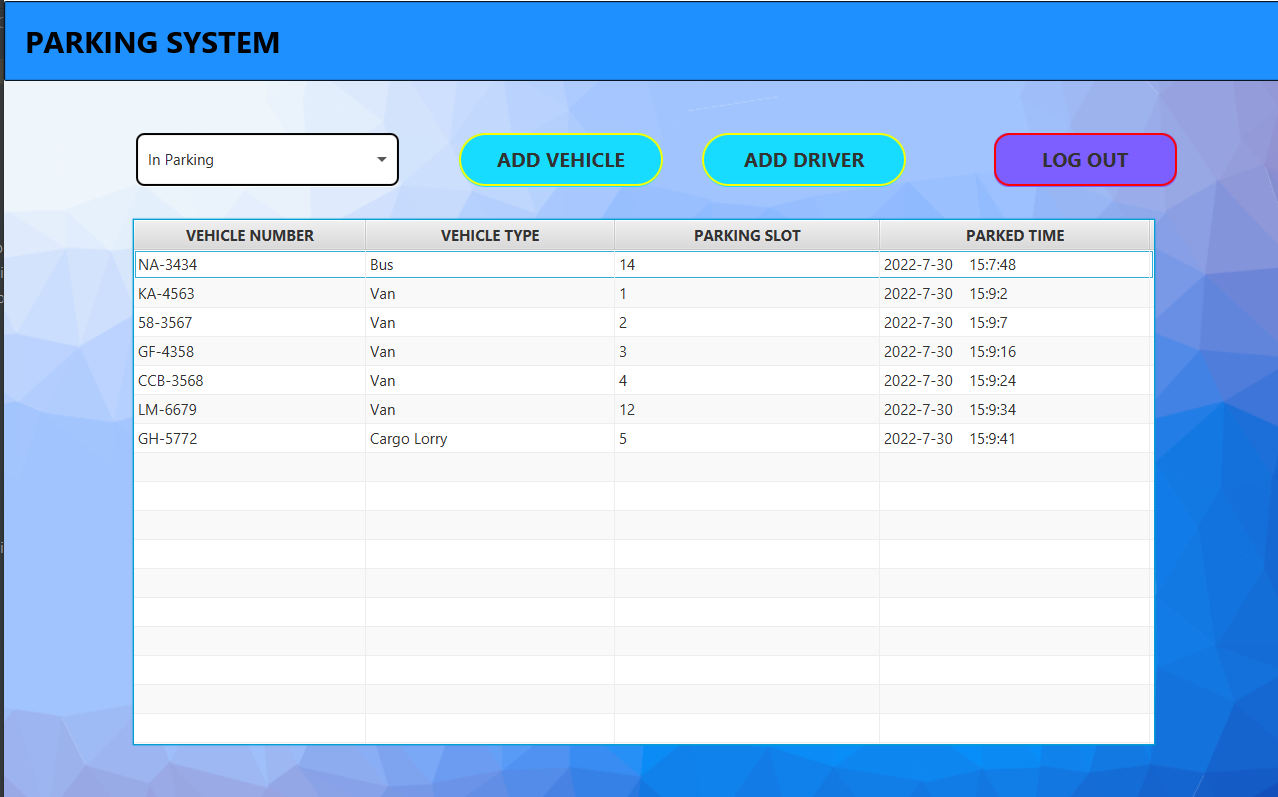 PARKING SYSTEM
In Parking ADD VEHICLE ADD DRIVER LOG OUT
VEHICLE NUMBER VEHICLE TYPE PARKING SLOT PARKED TIME
NA-3434 Bus 14 2022-7-30 15:7:48
KA-4563 Van 1 2022-7-30 15:9:2
58-3567 Van 2 2022-7-30 15:9:7
GF-4358 Van 3 2022-7-30 15:9:16
CCB-3568 Van 4 2022-7-30 15:9:24
LM-6679 Van 12 2022-7-30 15:9:34
GH-5772 Cargo Lorry 5 2022-7-30 15:9:41